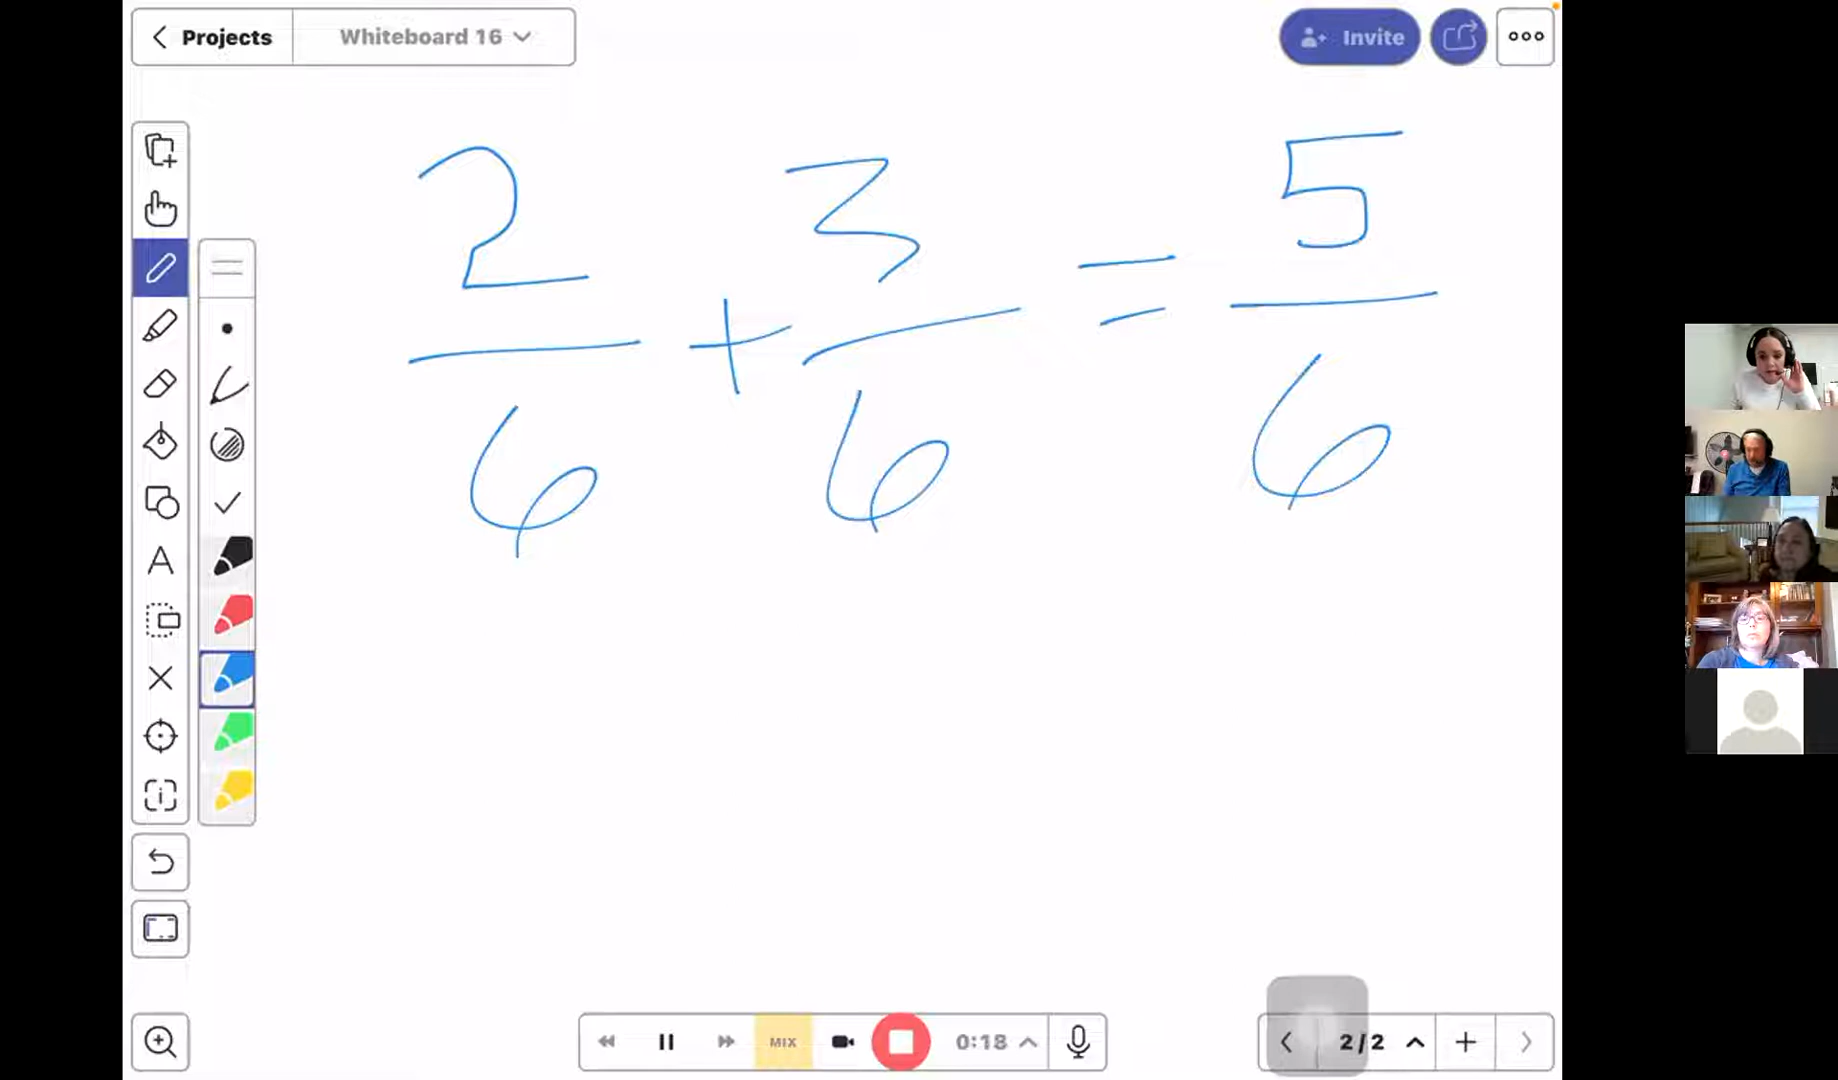 Projects
Whiteboard 16
Invite
2/6 + 3/6 = 5/6
A
MIX
0:18
2/2